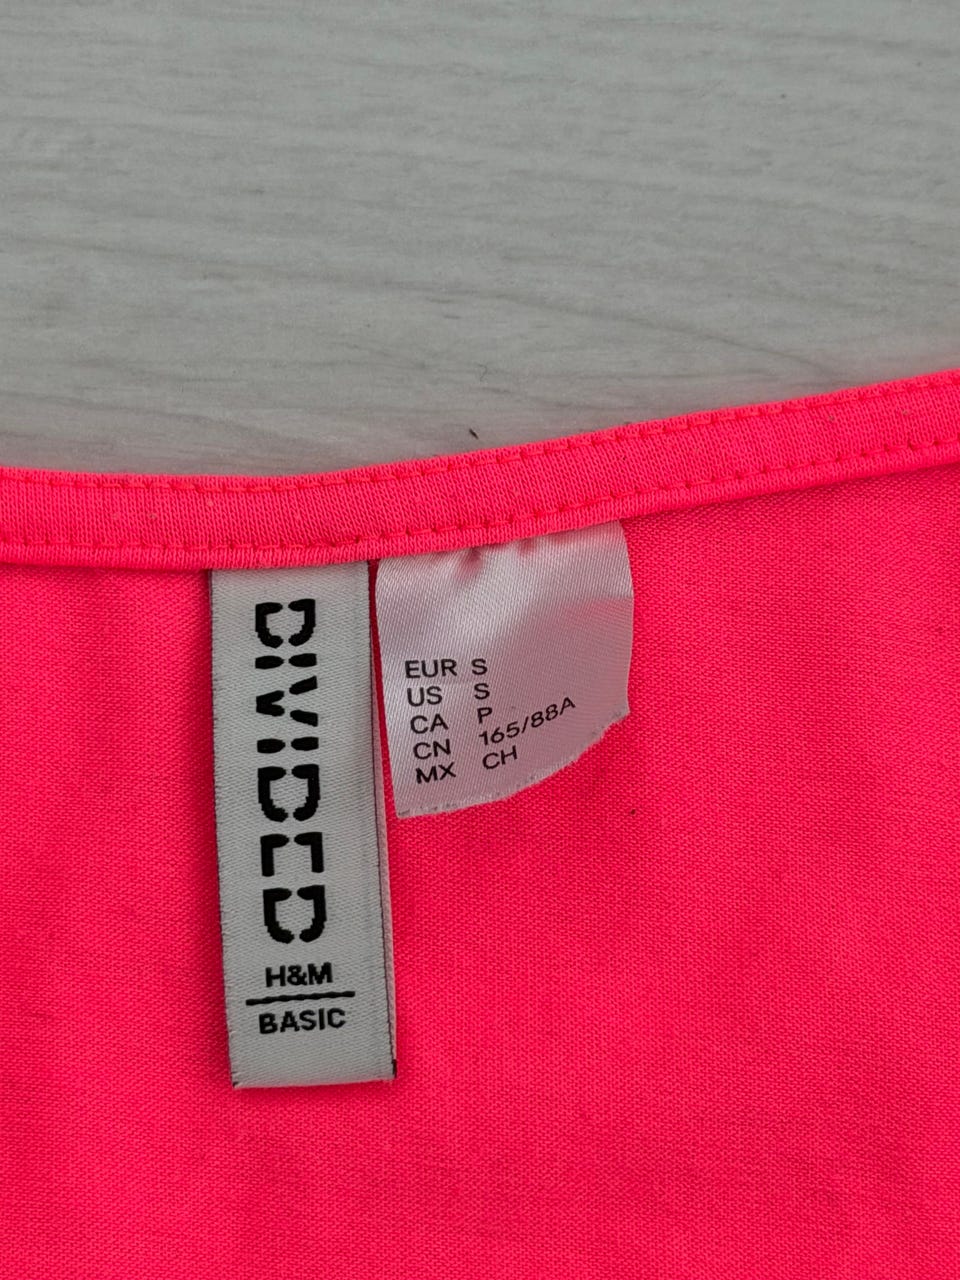 DIVIDED
H&M
BASIC
EUR S
US S
CA P
CN 165/88A
MX CH